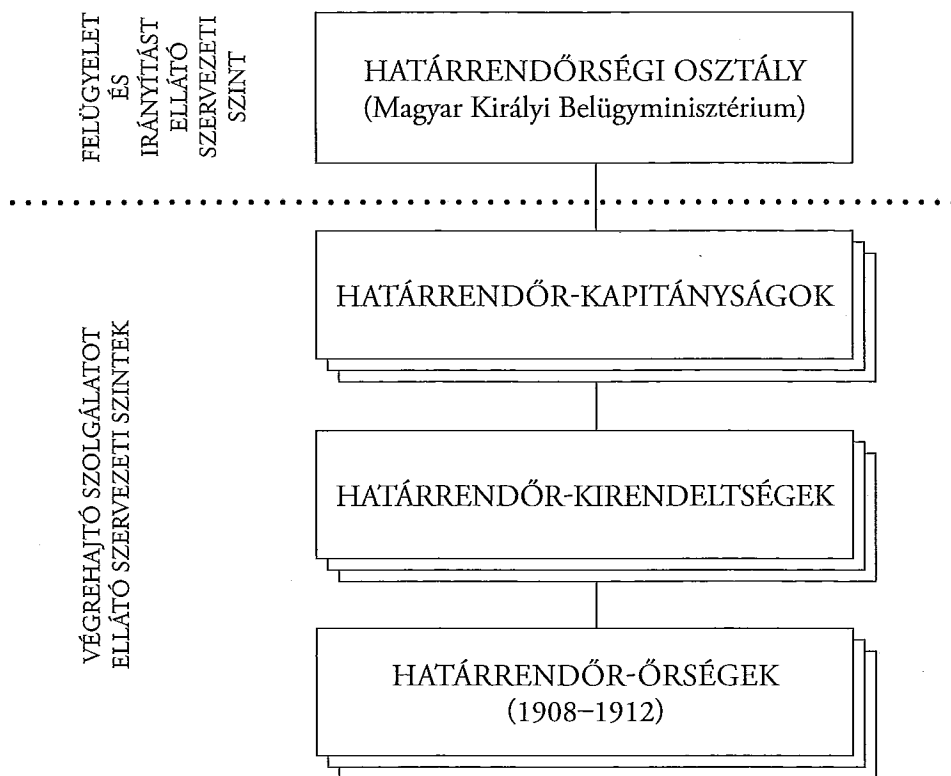 FELÜGYELET
ÉS
IRÁNYÍTÁST
ELLÁTÓ
SZERVEZETI
SZINT
HATÁRRENDŐRSÉGI OSZTÁLY
(Magyar Királyi Belügyminisztérium)
VÉGREHAJTÓ SZOLGÁLATOT
ELLÁTÓ SZERVEZETI SZINTEK
HATÁRRENDŐR-KAPITÁNYSÁGOK
HATÁRRENDŐR-KIRENDELTSÉGEK
HATÁRRENDŐR-ŐRSÉGEK
(1908–1912)